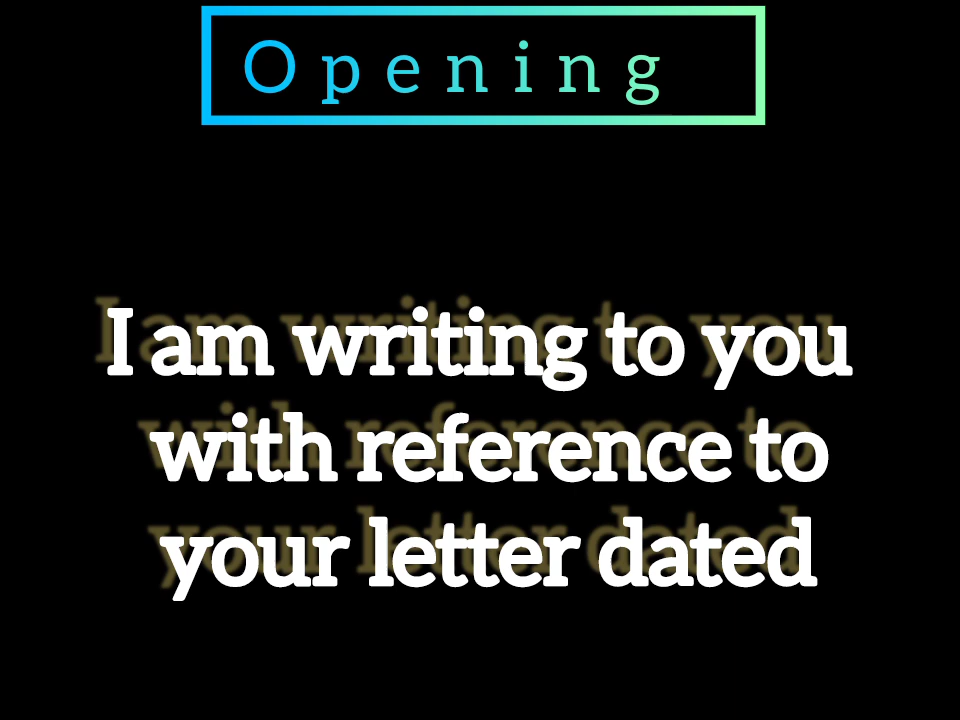 Opening
I am writing to you
with reference to
your letter dated